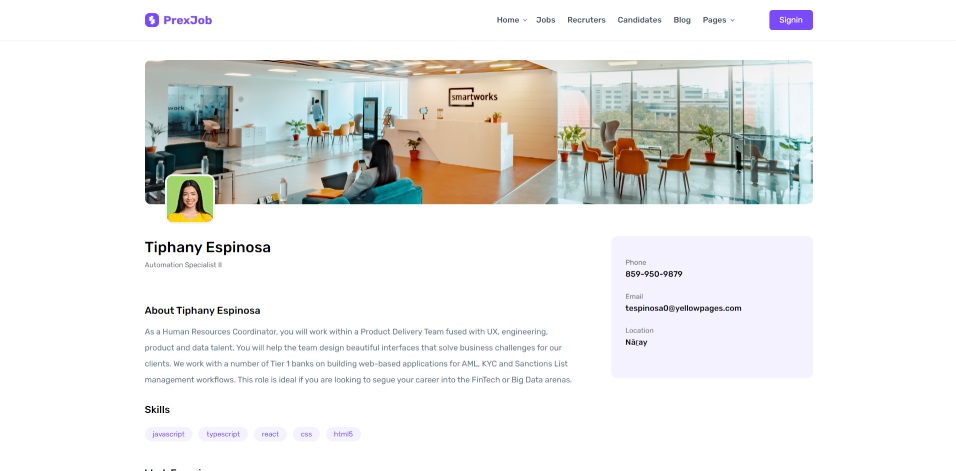 PrexJob
Home
Jobs
Recruters
Candidates
Blog
Pages
Signin
work
smartworks
Tiphany Espinosa
Automation Specialist II
About Tiphany Espinosa
As a Human Resources Coordinator, you will work within a Product Delivery Team fused with UX, engineering,
product and data talent. You will help the team design beautiful interfaces that solve business challenges for our
clients. We work with a number of Tier 1 banks on building web-based applications for AML, KYC and Sanctions List
management workflows. This role is ideal if you are looking to segue your career into the FinTech or Big Data arenas.
Skills
javascript
typescript
react
css
html5
Phone
859-950-9879
Email
tespinosa0@yellowpages.com
Location